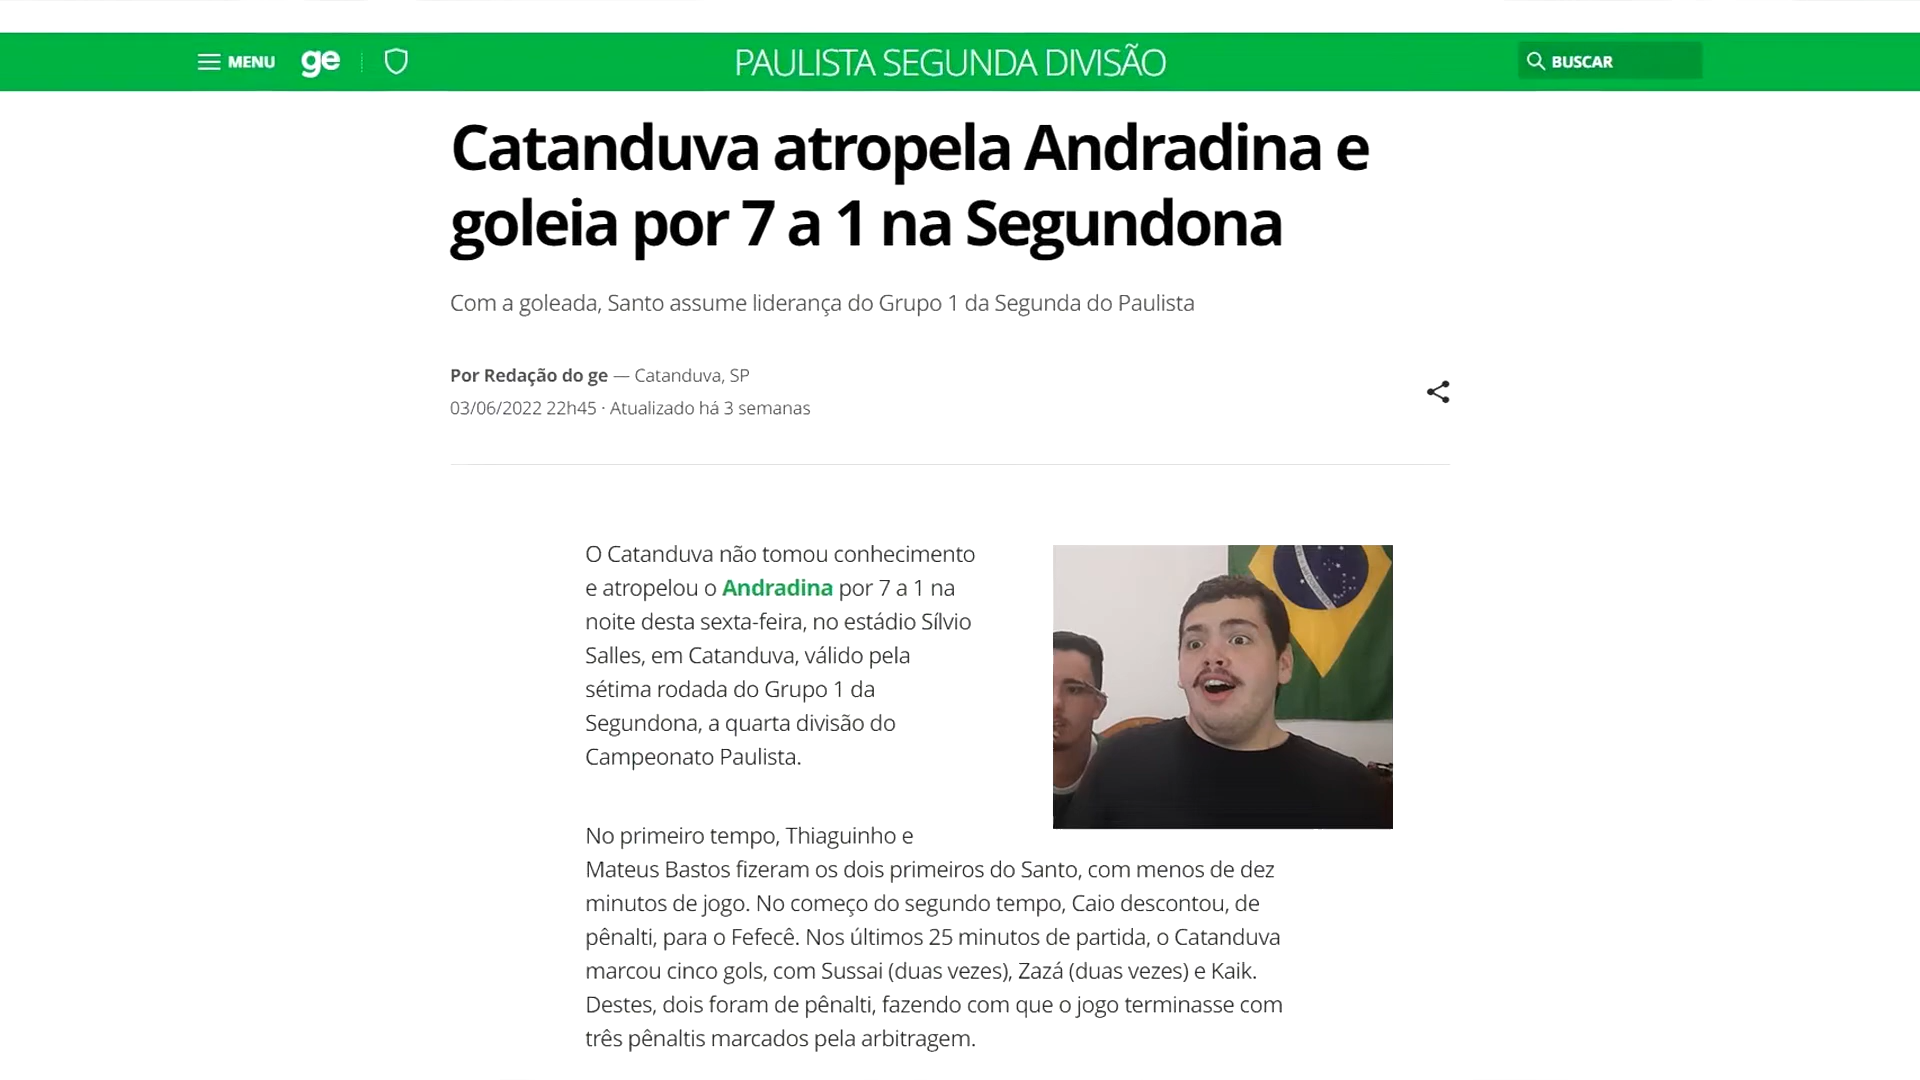 MENU ge PAULISTA SEGUNDA DIVISÃO BUSCAR
Catanduva atropela Andradina e
goleia por 7 a 1 na Segundona
Com a goleada, Santo assume liderança do Grupo 1 da Segunda do Paulista
Por Redação do ge — Catanduva, SP
03/06/2022 22h45 · Atualizado há 3 semanas
O Catanduva não tomou conhecimento
e atropelou o Andradina por 7 a 1 na
noite desta sexta-feira, no estádio Sílvio
Salles, em Catanduva, válido pela
sétima rodada do Grupo 1 da
Segundona, a quarta divisão do
Campeonato Paulista.
No primeiro tempo, Thiaguinho e
Mateus Bastos fizeram os dois primeiros do Santo, com menos de dez
minutos de jogo. No começo do segundo tempo, Caio descontou, de
pênalti, para o Fefecê. Nos últimos 25 minutos de partida, o Catanduva
marcou cinco gols, com Sussai (duas vezes), Zazá (duas vezes) e Kaik.
Destes, dois foram de pênalti, fazendo com que o jogo terminasse com
três pênaltis marcados pela arbitragem.